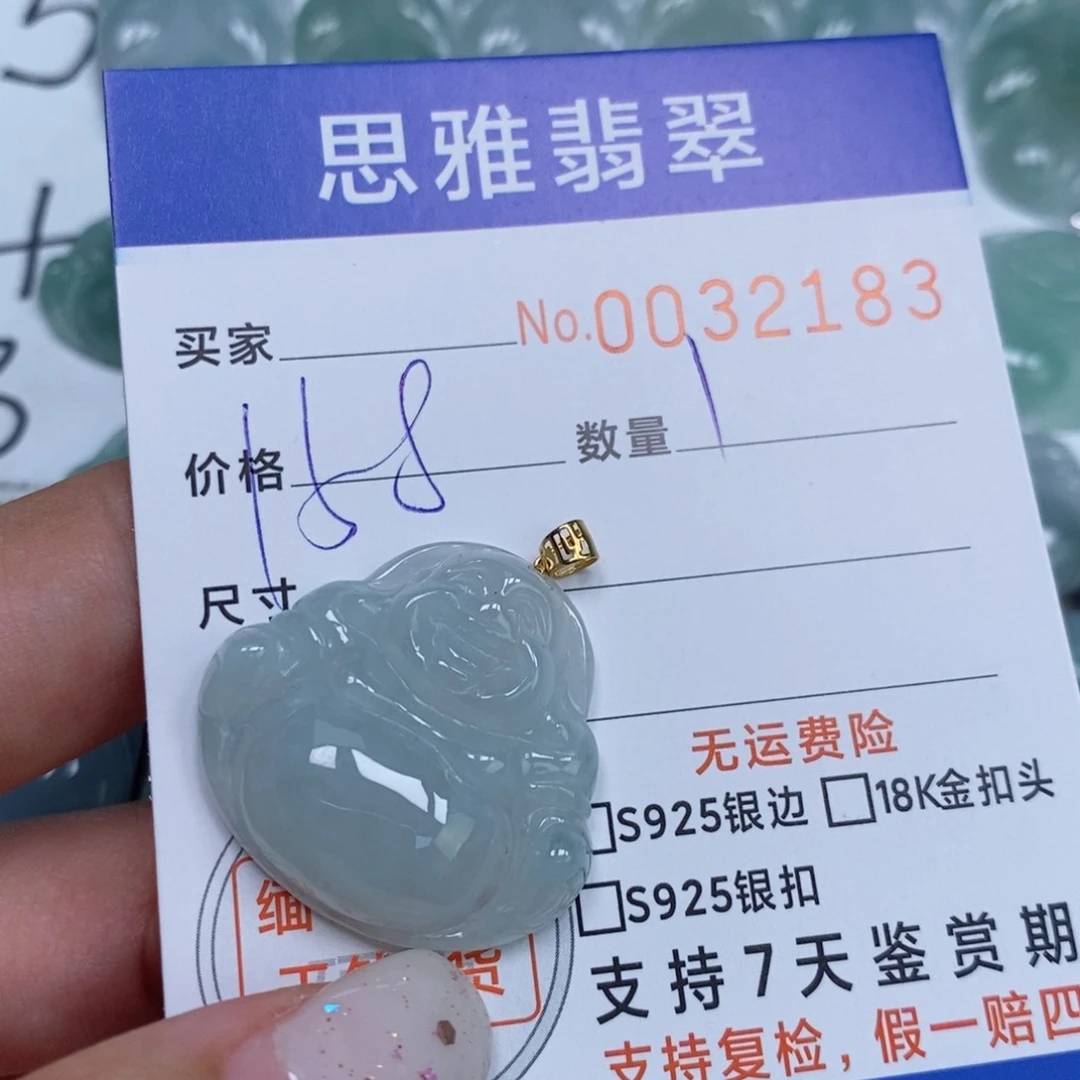 思雅翡翠
买家
No.0032183
价格 168 数量 1
尺寸
无运费险
S925银边 18K金扣头
S925银扣
缅
货
支持7天鉴赏期
支持复检,假一赔四